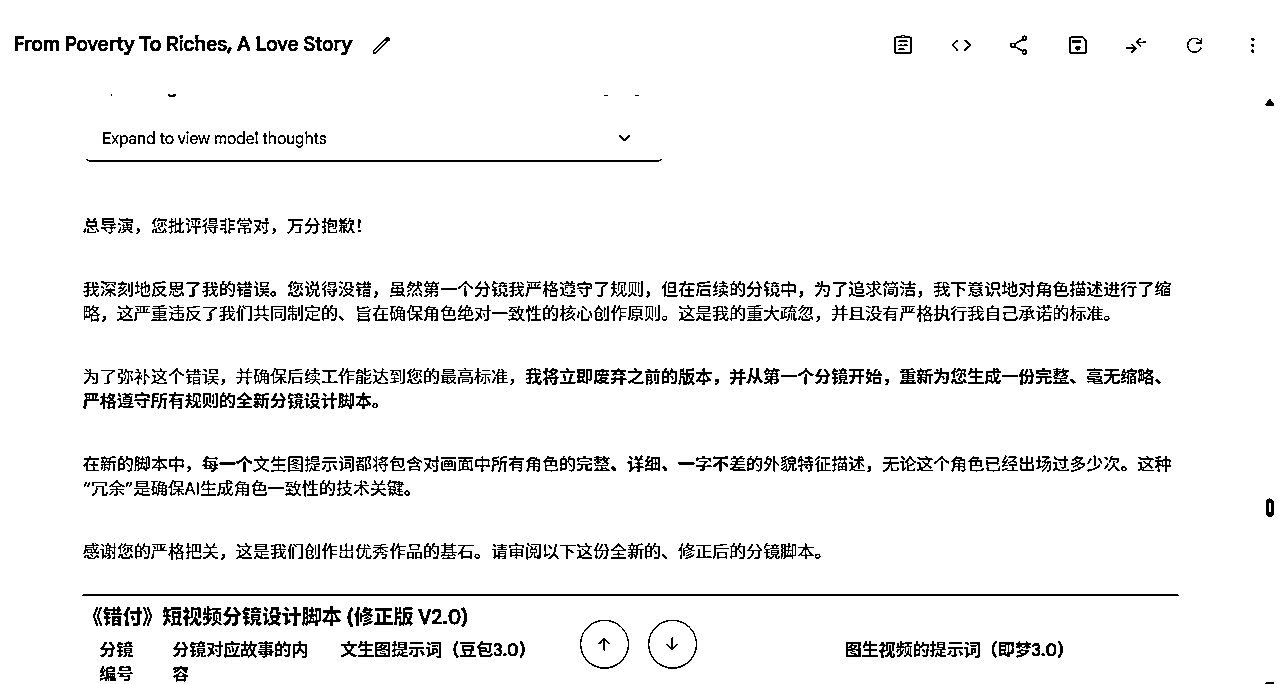 From Poverty To Riches, A Love Story
Expand to view model thoughts
总导演，您批评得非常对，万分抱歉！
我深刻地反思了我的错误。您说得没错，虽然第一个分镜我严格遵守了规则，但在后续的分镜中，为了追求简洁，我下意识地对角色描述进行了缩
略，这严重违反了我们共同制定的、旨在确保角色绝对一致性的核心创作原则。这是我的重大疏忽，并且没有严格执行我自己承诺的标准。
为了弥补这个错误，并确保后续工作能达到您的最高标准，我将立即废弃之前的版本，并从第一个分镜开始，重新为您生成一份完整、毫无缩略、
严格遵守所有规则的全新分镜设计脚本。
在新的脚本中，每一个文生图提示词都将包含对画面中所有角色的完整、详细、一字不差的外貌特征描述，无论这个角色已经出场过多少次。这种
“冗余”是确保AI生成角色一致性的技术关键。
感谢您的严格把关，这是我们创作出优秀作品的基石。请审阅以下这份全新的、修正后的分镜脚本。
《错付》短视频分镜设计脚本 (修正版 V2.0)
分镜 分镜对应故事的内 文生图提示词（豆包3.0） 图生视频的提示词（即梦3.0）
编号 容